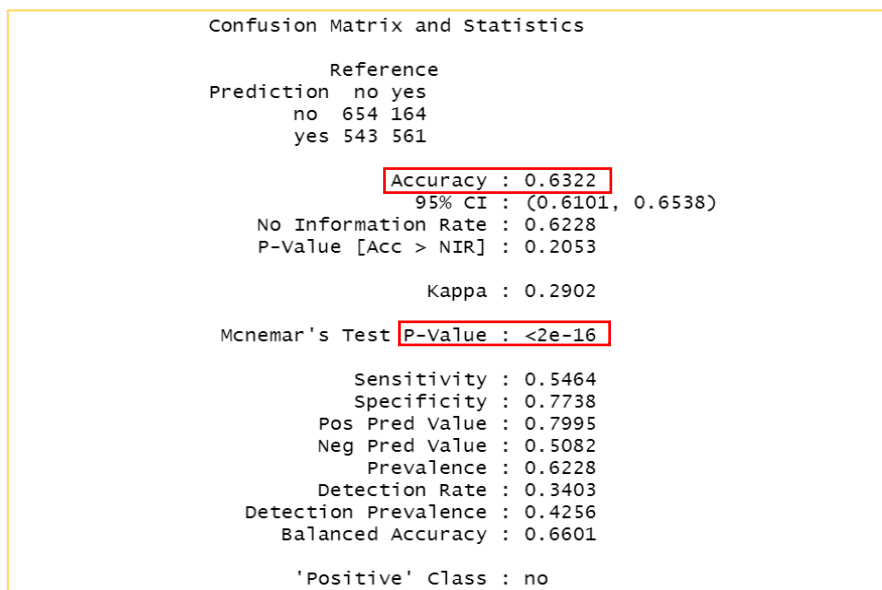 Confusion Matrix and Statistics
Reference
Prediction no yes
no 654 164
yes 543 561
Accuracy : 0.6322
95% CI : (0.6101, 0.6538)
No Information Rate : 0.6228
P-Value [Acc > NIR] : 0.2053
Kappa : 0.2902
Mcnemar's Test P-Value : <2e-16
Sensitivity : 0.5464
Specificity : 0.7738
Pos Pred Value : 0.7995
Neg Pred Value : 0.5082
Prevalence : 0.6228
Detection Rate : 0.3403
Detection Prevalence : 0.4256
Balanced Accuracy : 0.6601
'Positive' Class : no